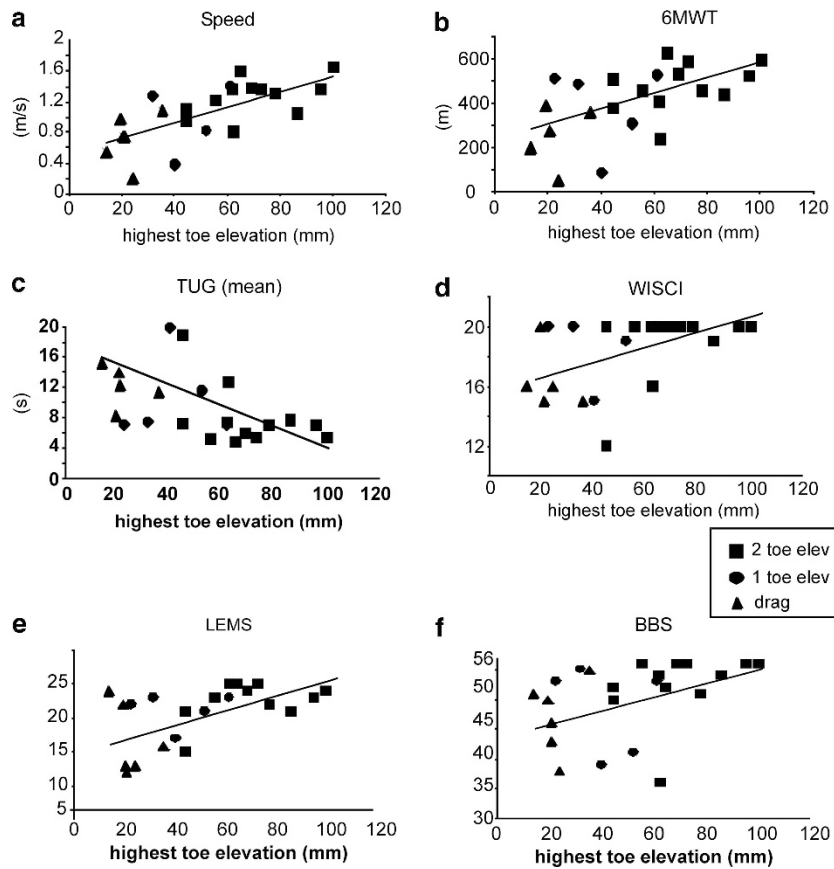 a
Speed
2
1.6
1.2
0.8
0.4
0
(m/s)
0 20 40 60 80 100 120
highest toe elevation (mm)
b
6MWT
600
400
200
0
(m)
0 20 40 60 80 100 120
highest toe elevation (mm)
c
TUG (mean)
20
16
12
8
4
0
(s)
0 20 40 60 80 100 120
highest toe elevation (mm)
d
WISCI
20
16
12
0 20 40 60 80 100 120
highest toe elevation (mm)
2 toe elev
1 toe elev
drag
e
LEMS
25
20
15
10
5
0 20 40 60 80 100 120
highest toe elevation (mm)
f
BBS
56
50
45
40
35
30
0 20 40 60 80 100 120
highest toe elevation (mm)